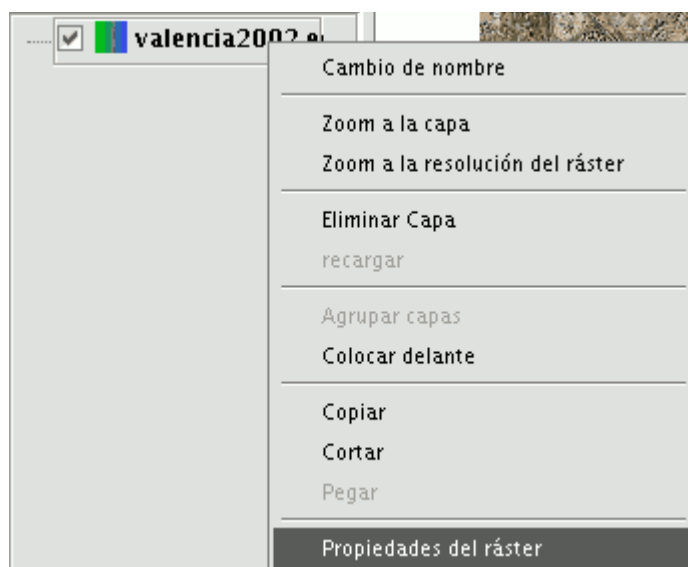 valencia2002.e
Cambio de nombre
Zoom a la capa
Zoom a la resolución del ráster
Eliminar Capa
recargar
Agrupar capas
Colocar delante
Copiar
Cortar
Pegar
Propiedades del ráster